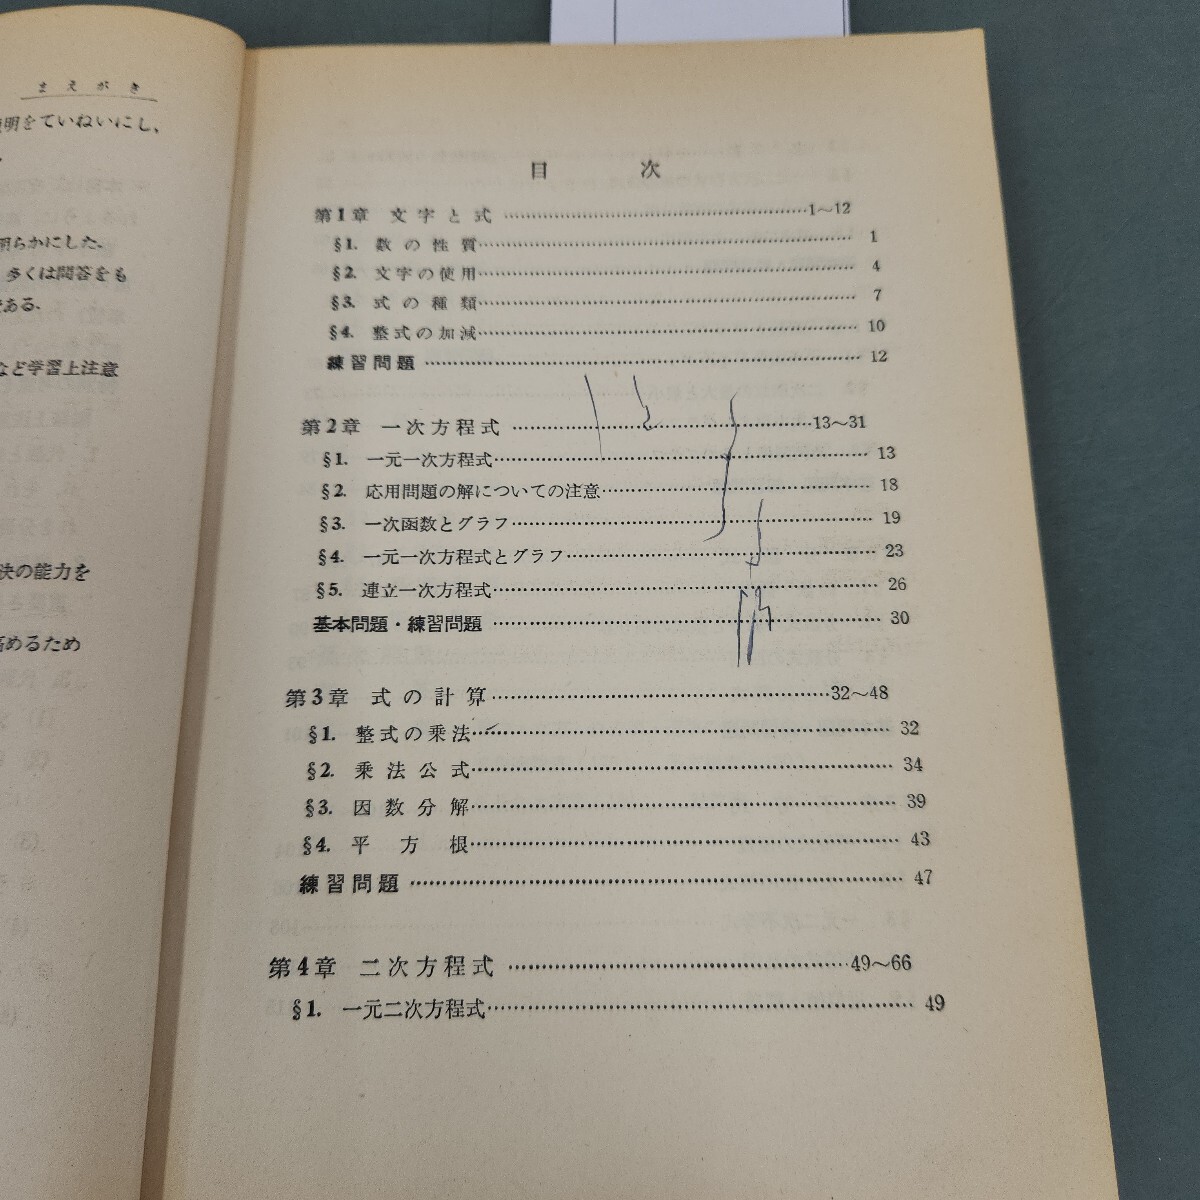 まえがき
明をていねいにし、
明らかにした.
多くは問答をも
である.
など学習上注意
決の能力を
高めるため
目 次
第1章 文字と式 ………1～12
§1. 数の性質……… 1
§2. 文字の使用……… 4
§3. 式の種類……… 7
§4. 整式の加減……… 10
練習問題 ……… 12
第2章 一次方程式 ………13～31
§1. 一元一次方程式……… 13
§2. 応用問題の解についての注意……… 18
§3. 一次函数とグラフ……… 19
§4. 一元一次方程式とグラフ……… 23
§5. 連立一次方程式……… 26
基本問題・練習問題 ……… 30
第3章 式の計算………32～48
§1. 整式の乗法……… 32
§2. 乗法公式……… 34
§3. 因数分解……… 39
§4. 平方根……… 43
練習問題 ……… 47
第4章 二次方程式 ………49～66
§1. 一元二次方程式……… 49